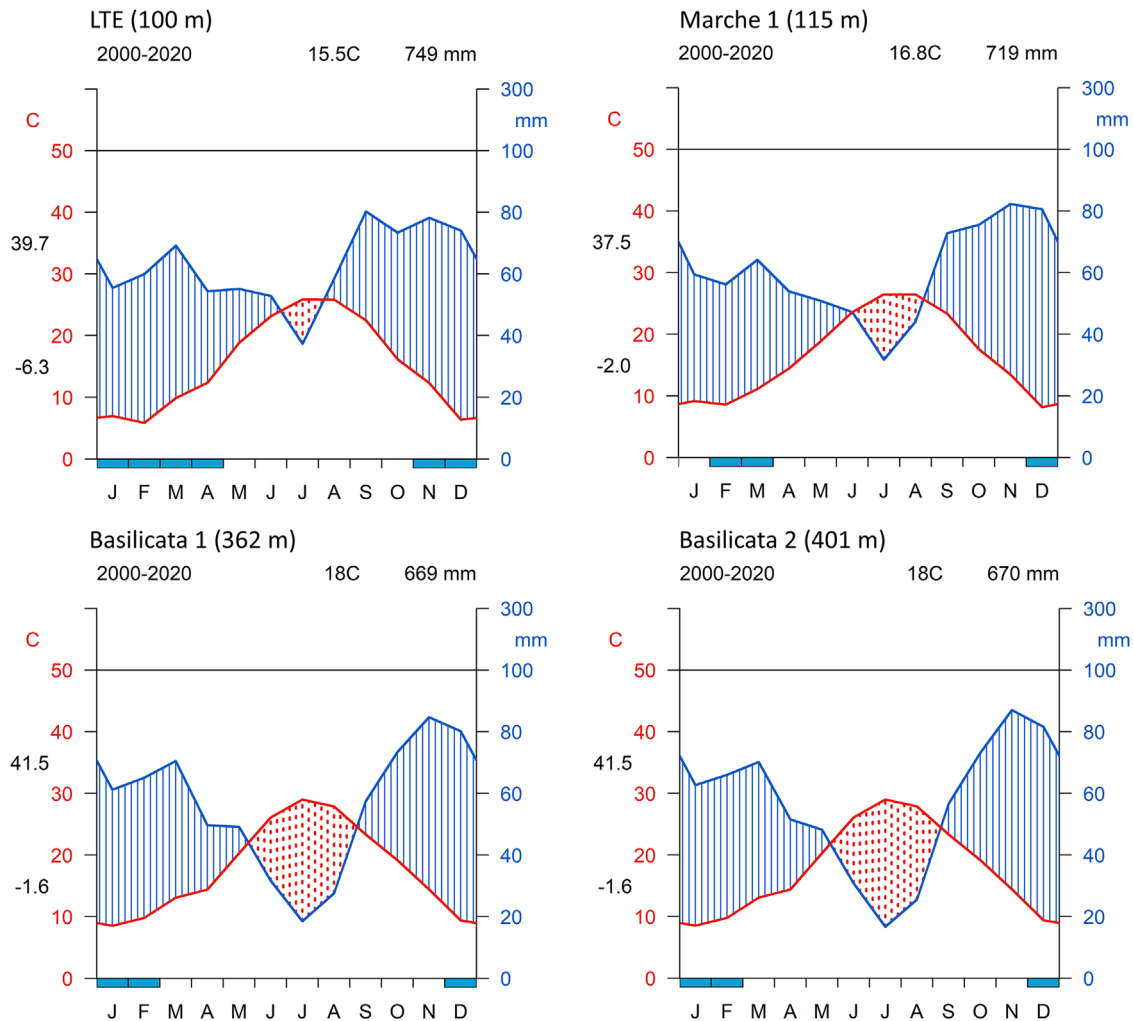 LTE (100 m)
2000-2020 15.5C 749 mm
300
C mm
50 100
40 80
39.7
30 60
20 40
-6.3
10 20
0 0
J F M A M J J A S O N D
Marche 1 (115 m)
2000-2020 16.8C 719 mm
300
C mm
50 100
40 80
37.5
30 60
20 40
-2.0
10 20
0 0
J F M A M J J A S O N D
Basilicata 1 (362 m)
2000-2020 18C 669 mm
300
C mm
50 100
40 80
41.5
30 60
20 40
-1.6
10 20
0 0
J F M A M J J A S O N D
Basilicata 2 (401 m)
2000-2020 18C 670 mm
300
C mm
50 100
40 80
41.5
30 60
20 40
-1.6
10 20
0 0
J F M A M J J A S O N D